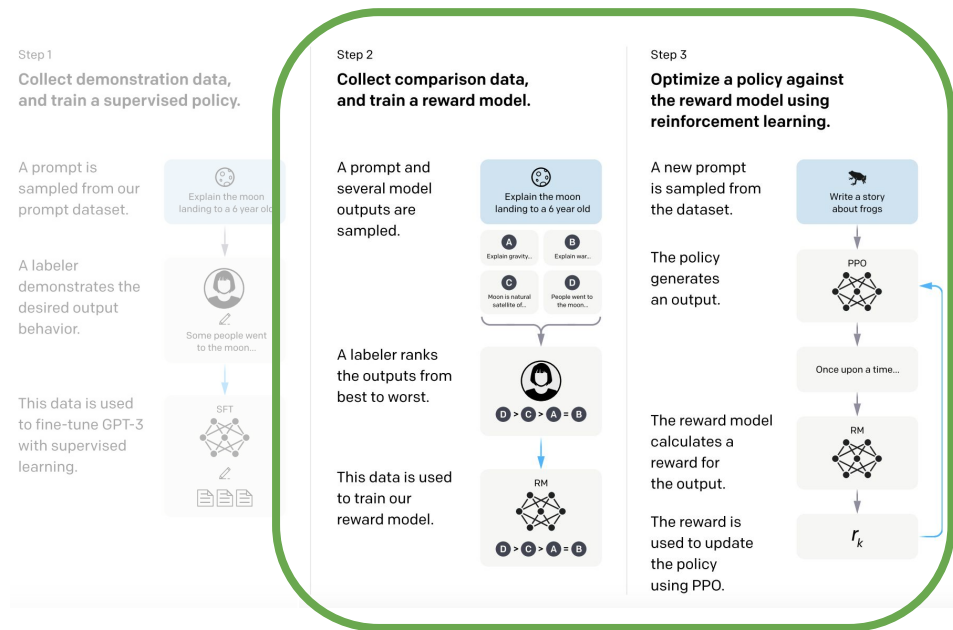 Step 1
Collect demonstration data,
and train a supervised policy.
A prompt is
sampled from our
prompt dataset.
Explain the moon
landing to a 6 year old
A labeler
demonstrates the
desired output
behavior.
Some people went
to the moon...
This data is used
to fine-tune GPT-3
with supervised
learning.
SFT
Step 2
Collect comparison data,
and train a reward model.
A prompt and
several model
outputs are
sampled.
Explain the moon
landing to a 6 year old
A
Explain gravity...
B
Explain war...
C
Moon is natural
satellite of...
D
People went to
the moon...
A labeler ranks
the outputs from
best to worst.
D > C > A = B
This data is used
to train our
reward model.
RM
D > C > A = B
Step 3
Optimize a policy against
the reward model using
reinforcement learning.
A new prompt
is sampled from
the dataset.
Write a story
about frogs
The policy
generates
an output.
PPO
Once upon a time...
The reward model
calculates a
reward for
the output.
RM
The reward is
used to update
the policy
using PPO.
rk